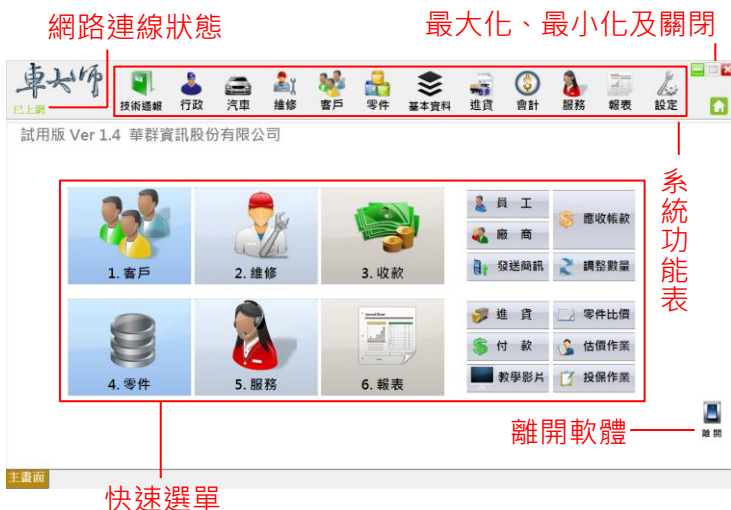 網路連線狀態
最大化、最小化及關閉
車大師
已上網
技術通報 行政 汽車 維修 客戶 零件 基本資料 進貨 會計 服務 報表 設定
試用版 Ver 1.4 華群資訊股份有限公司
系統功能表
1.客戶 2.維修 3.收款
員 工
應收帳款
廠 商
發送簡訊 調整數量
4.零件 5.服務 6.報表
進 貨 零件比價
付 款 估價作業
教學影片 投保作業
離開軟體
離開
主畫面
快速選單